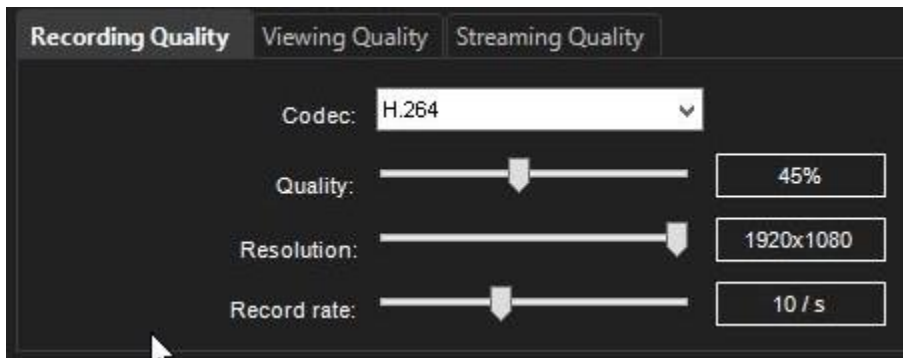 Recording Quality Viewing Quality Streaming Quality
Codec: H.264
Quality: 45%
Resolution: 1920x1080
Record rate: 10 / s